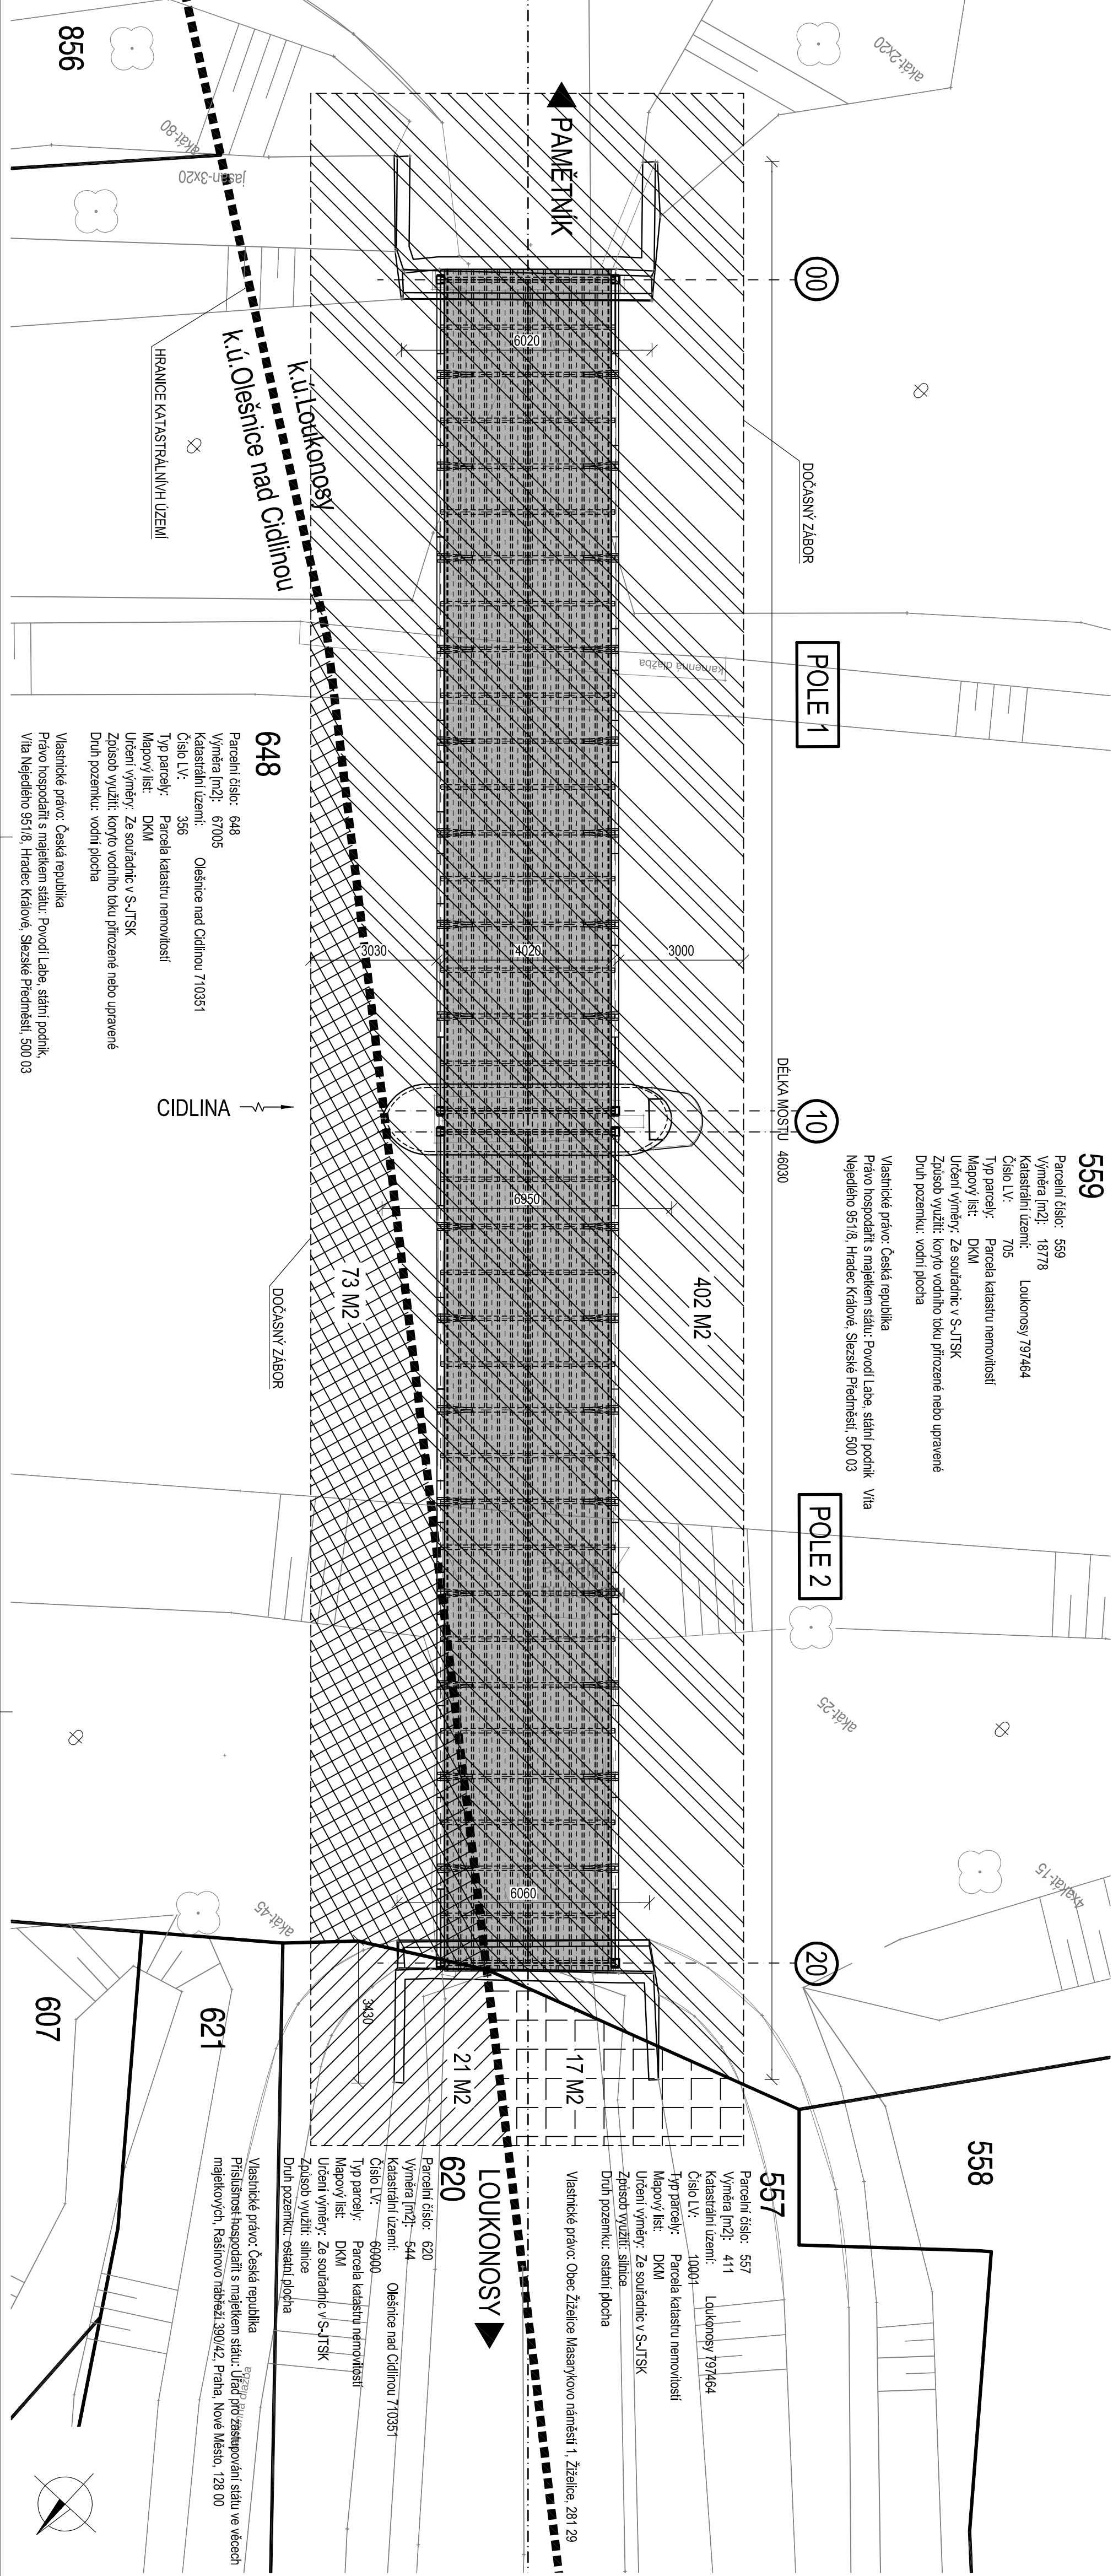 856
akát-80
jasan-3x20
akát-2x20
PAMĚTNÍK
00
6020
HRANICE KATASTRÁLNÍVH ÚZEMÍ
k.ú.Olešnice nad Cidlinou
k.ú.Loukonosy
DOČASNÝ ZÁBOR
POLE 1
kamenná dlažba
648
Parcelní číslo: 648
Výměra [m2]: 67005
Katastrální území: Olešnice nad Cidlinou 710351
Číslo LV: 356
Typ parcely: Parcela katastru nemovitostí
Mapový list: DKM
Určení výměry: Ze souřadnic v S-JTSK
Způsob využití: koryto vodního toku přirozené nebo upravené
Druh pozemku: vodní plocha
Vlastnické právo: Česká republika
Právo hospodařit s majetkem státu: Povodí Labe, státní podnik,
Víta Nejedlého 951/8, Hradec Králové, Slezské Předměstí, 500 03
3030
4020
3000
CIDLINA
10
DÉLKA MOSTU 46030
6950
559
Parcelní číslo: 559
Výměra [m2]: 18778
Katastrální území: Loukonosy 797464
Číslo LV: 705
Typ parcely: Parcela katastru nemovitostí
Mapový list: DKM
Určení výměry: Ze souřadnic v S-JTSK
Způsob využití: koryto vodního toku přirozené nebo upravené
Druh pozemku: vodní plocha
Vlastnické právo: Česká republika
Právo hospodařit s majetkem státu: Povodí Labe, státní podnik Víta
Nejedlého 951/8, Hradec Králové, Slezské Předměstí, 500 03
73 M2
402 M2
DOČASNÝ ZÁBOR
POLE 2
akát-25
4xakát-15
akát-45
6060
20
3430
607
621
21 M2
17 M2
558
557
Parcelní číslo: 557
Výměra [m2]: 411
Katastrální území: Loukonosy 797464
Číslo LV: 10001
Typ parcely: Parcela katastru nemovitostí
Mapový list: DKM
Určení výměry: Ze souřadnic v S-JTSK
Způsob využití: silnice
Druh pozemku: ostatní plocha
Vlastnické právo: Obec Žiželice Masarykovo náměstí 1, Žiželice, 281 29
LOUKONOSY
620
Parcelní číslo: 620
Výměra [m2]: 544
Katastrální území: Olešnice nad Cidlinou 710351
Číslo LV: 60000
Typ parcely: Parcela katastru nemovitostí
Mapový list: DKM
Určení výměry: Ze souřadnic v S-JTSK
Způsob využití: silnice
Druh pozemku: ostatní plocha
Vlastnické právo: Česká republika
Příslušnost hospodařit s majetkem státu: Úřad pro zastupování státu ve věcech
majetkových, Rašínovo nábřeží 390/42, Praha, Nové Město, 128 00